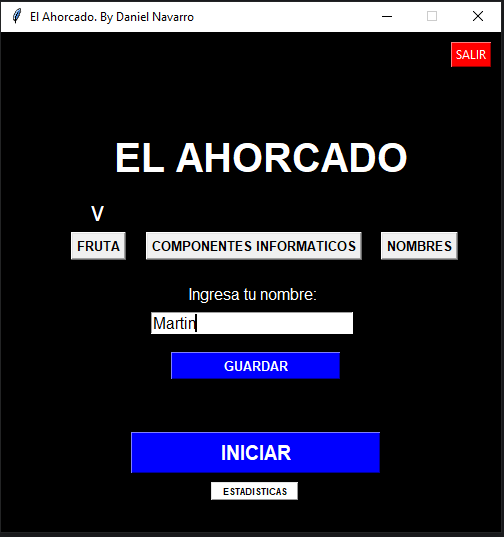 El Ahorcado. By Daniel Navarro
SALIR
EL AHORCADO
V
FRUTA COMPONENTES INFORMATICOS NOMBRES
Ingresa tu nombre:
Martin
GUARDAR
INICIAR
ESTADISTICAS